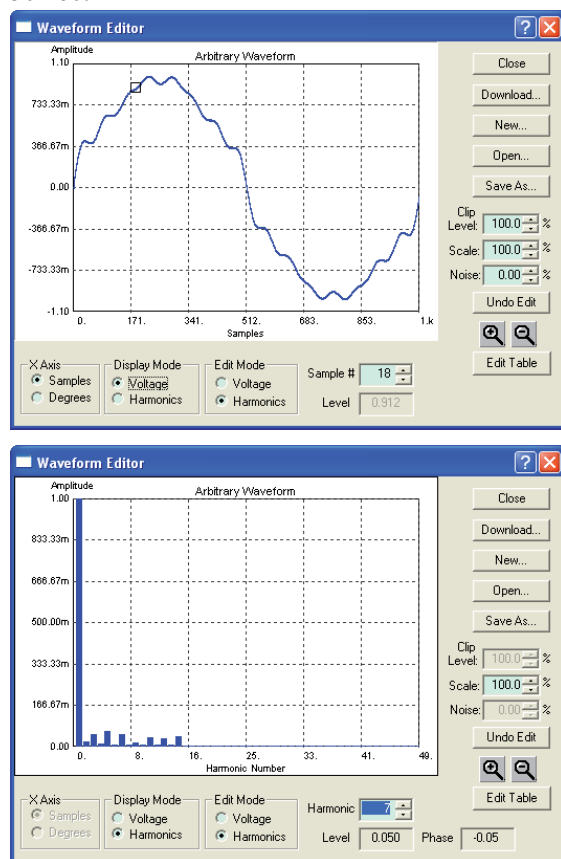 Waveform Editor
Amplitude
Arbitrary Waveform
1.10
733.33m
366.67m
0.00
-366.67m
-733.33m
-1.10
0. 171. 341. 512. 683. 853. 1.k
Samples
Close
Download...
New...
Open...
Save As...
Clip
Level: 100.0 %
Scale: 100.0 %
Noise: 0.00 %
Undo Edit
Edit Table
X Axis
Samples
Degrees
Display Mode
Voltage
Harmonics
Edit Mode
Voltage
Harmonics
Sample # 18
Level 0.912
Waveform Editor
Amplitude
Arbitrary Waveform
1.00
833.33m
666.67m
500.00m
333.33m
166.67m
0.00
0. 8. 16. 25. 33. 41. 49.
Harmonic Number
Close
Download...
New...
Open...
Save As...
Clip
Level: 100.0 %
Scale: 100.0 %
Noise: 0.00 %
Undo Edit
Edit Table
X Axis
Samples
Degrees
Display Mode
Voltage
Harmonics
Edit Mode
Voltage
Harmonics
Harmonic 7
Level 0.050 Phase -0.05